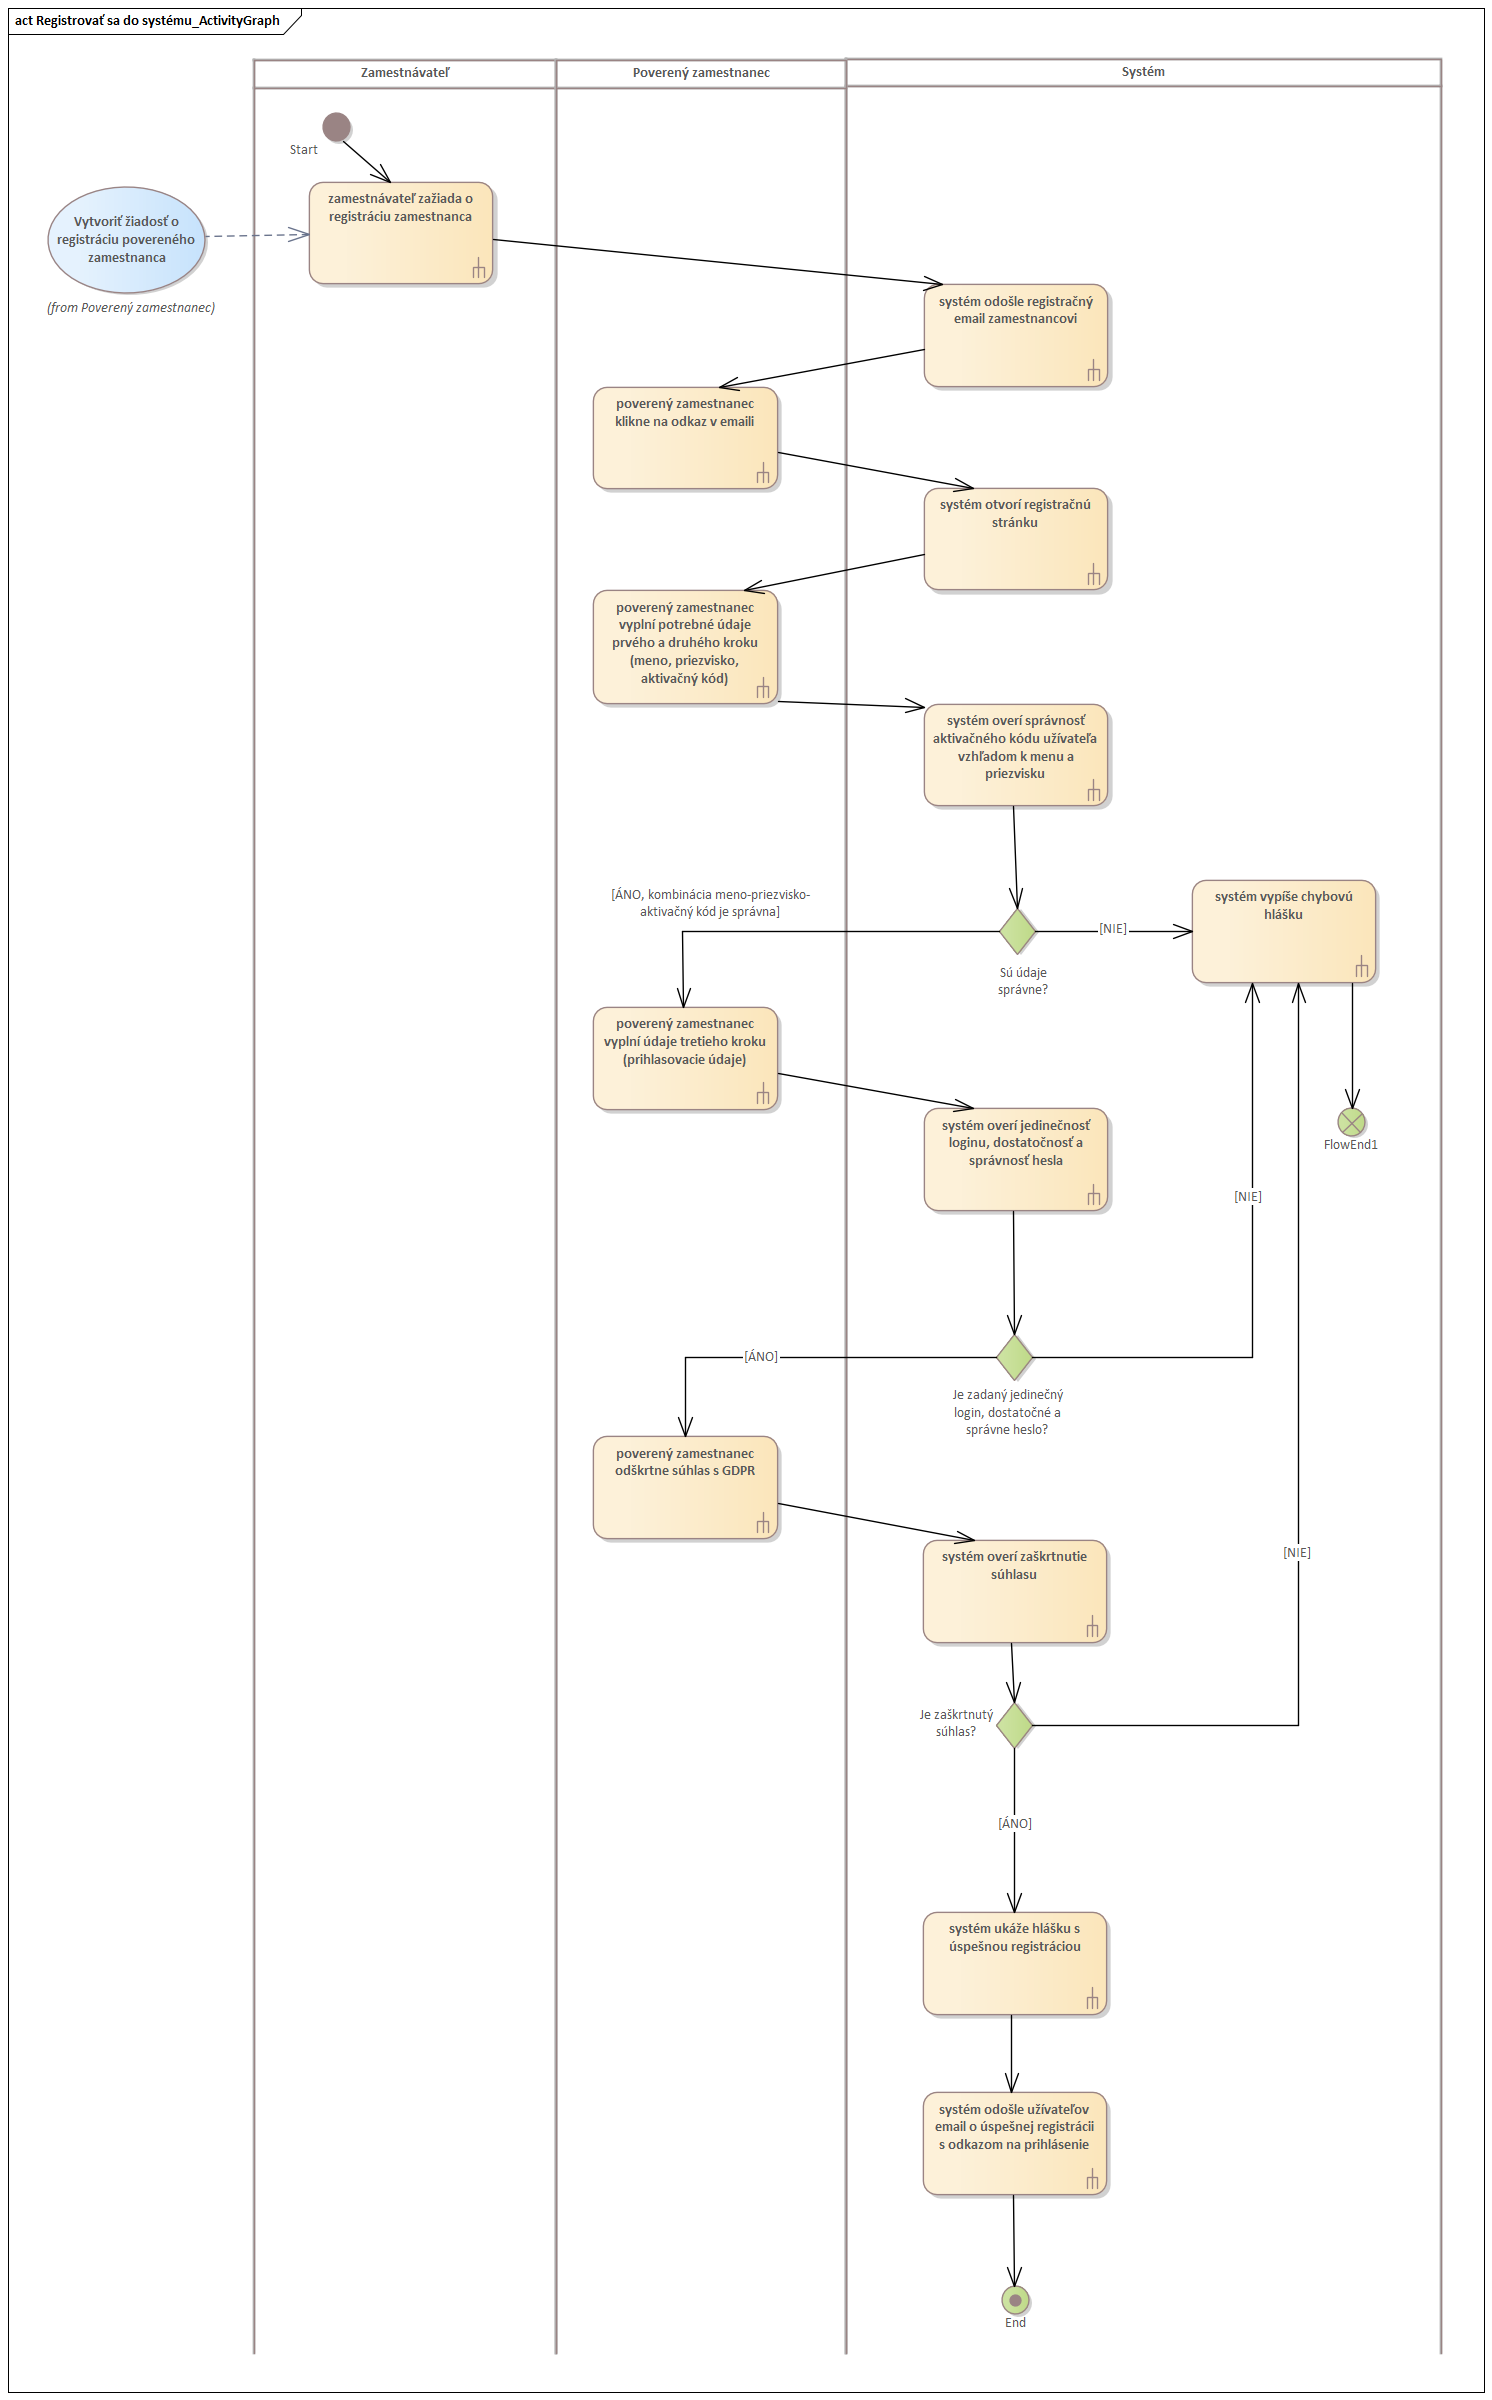 act Registrovať sa do systému_ActivityGraph
Zamestnávateľ
Poverený zamestnanec
Systém
Start
zamestnávateľ zažiada o
registráciu zamestnanca
Vytvoriť žiadosť o
registráciu povereného
zamestnanca
(from Poverený zamestnanec)
systém odošle registračný
email zamestnancovi
poverený zamestnanec
klikne na odkaz v emaili
systém otvorí registračnú
stránku
poverený zamestnanec
vyplní potrebné údaje
prvého a druhého kroku
(meno, priezvisko,
aktivačný kód)
systém overí správnosť
aktivačného kódu užívateľa
vzhľadom k menu a
priezvisku
[ÁNO, kombinácia meno-priezvisko-
aktivačný kód je správna]
[NIE]
systém vypíše chybovú
hlášku
Sú údaje
správne?
poverený zamestnanec
vyplní údaje tretieho kroku
(prihlasovacie údaje)
systém overí jedinečnosť
loginu, dostatočnosť a
správnosť hesla
FlowEnd1
[NIE]
[ÁNO]
Je zadaný jedinečný
login, dostatočné a
správne heslo?
poverený zamestnanec
odškrtne súhlas s GDPR
systém overí zaškrtnutie
súhlasu
[NIE]
Je zaškrtnutý
súhlas?
[ÁNO]
systém ukáže hlášku s
úspešnou registráciou
systém odošle užívateľov
email o úspešnej registrácii
s odkazom na prihlásenie
End